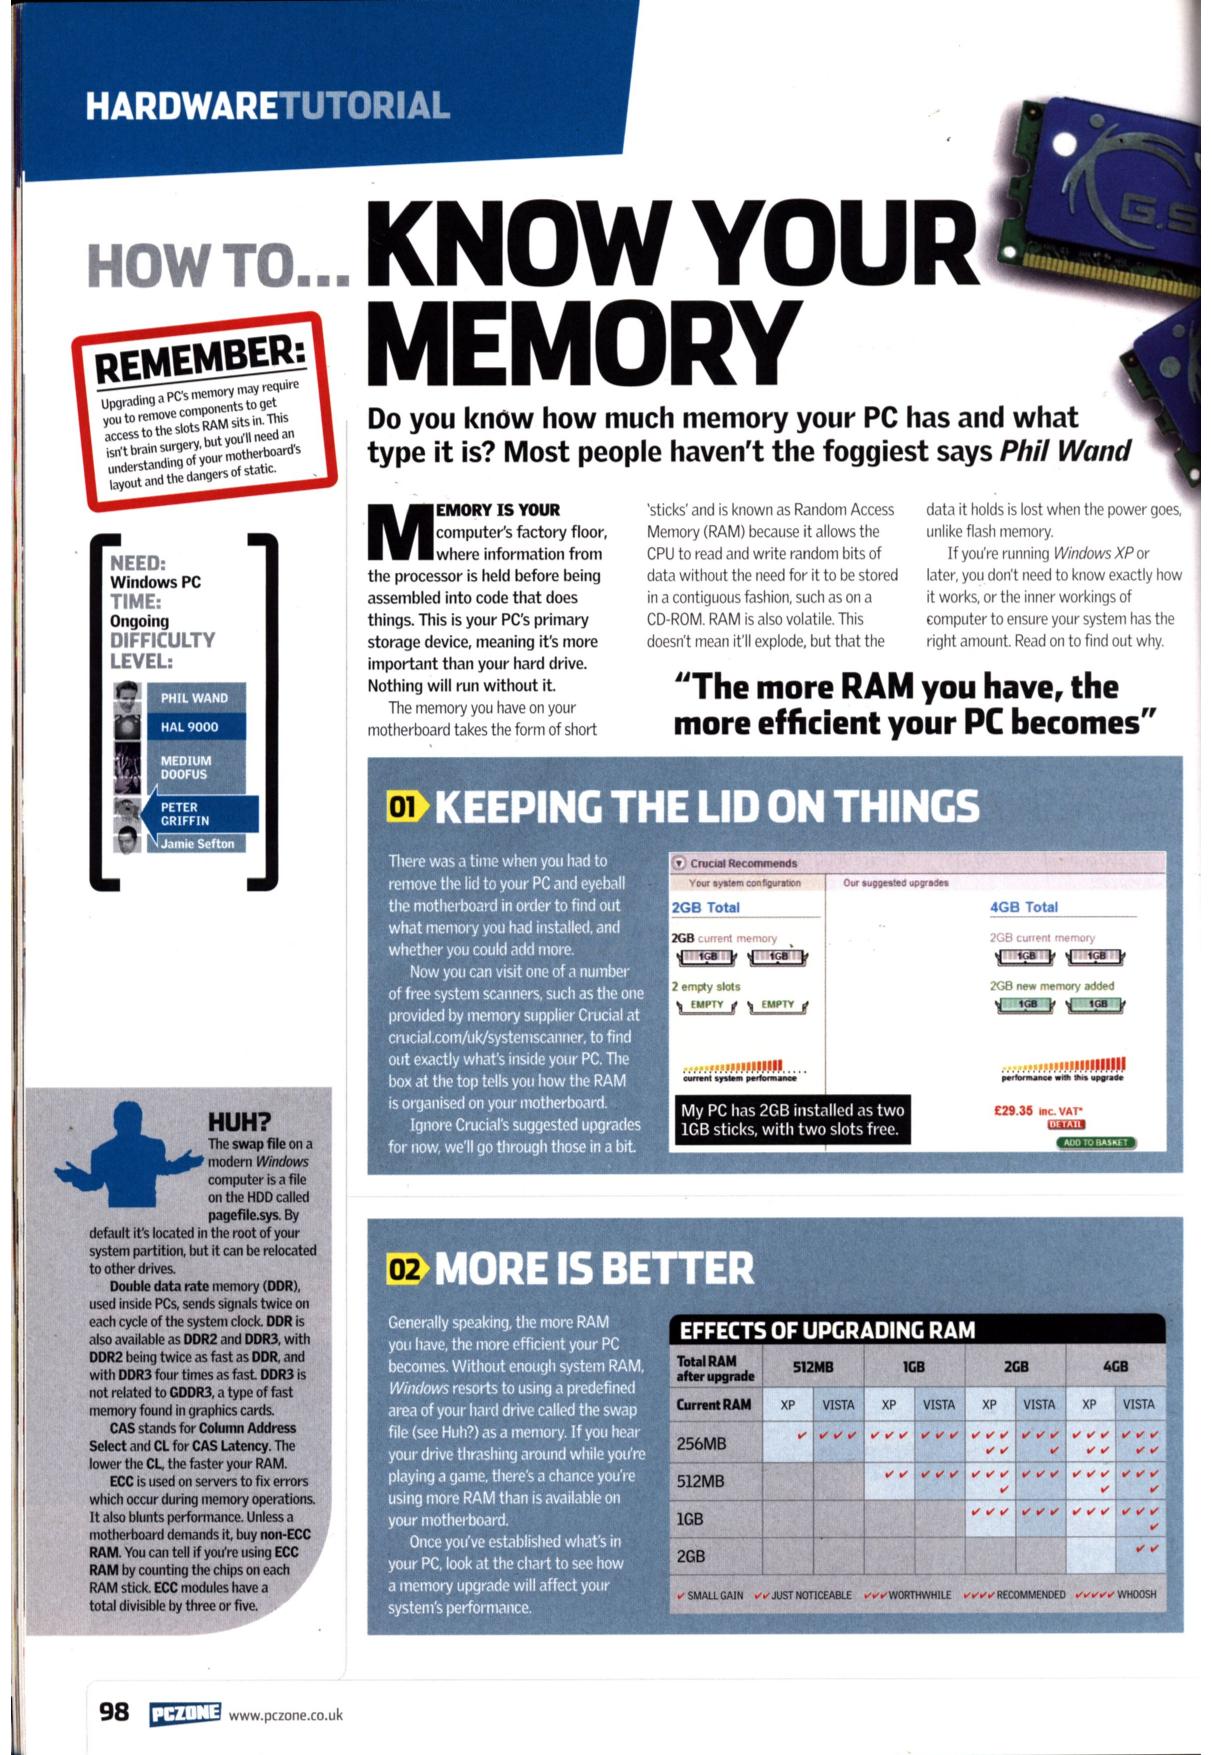 HARDWARETUTORIAL
HOW TO...
KNOW YOUR
MEMORY
Do you know how much memory your PC has and what
type it is? Most people haven't the foggiest says Phil Wand
G.S
REMEMBER:
Upgrading a PC's memory may require
you to remove components to get
access to the slots RAM sits in. This
isn't brain surgery, but you'll need an
understanding of your motherboard's
layout and the dangers of static.
NEED:
Windows PC
TIME:
Ongoing
DIFFICULTY
LEVEL:
PHIL WAND
HAL 9000
MEDIUM
DOOFUS
PETER
GRIFFIN
Jamie Sefton
MEMORY IS YOUR
computer's factory floor,
where information from
the processor is held before being
assembled into code that does
things. This is your PC's primary
storage device, meaning it's more
important than your hard drive.
Nothing will run without it.
The memory you have on your
motherboard takes the form of short
'sticks' and is known as Random Access
Memory (RAM) because it allows the
CPU to read and write random bits of
data without the need for it to be stored
in a contiguous fashion, such as on a
CD-ROM. RAM is also volatile. This
doesn't mean it'll explode, but that the
data it holds is lost when the power goes,
unlike flash memory.
If you're running Windows XP or
later, you don't need to know exactly how
it works, or the inner workings of
computer to ensure your system has the
right amount. Read on to find out why.
"The more RAM you have, the
more efficient your PC becomes"
01 KEEPING THE LID ON THINGS
There was a time when you had to
remove the lid to your PC and eyeball
the motherboard in order to find out
what memory you had installed, and
whether you could add more.
Now you can visit one of a number
of free system scanners, such as the one
provided by memory supplier Crucial at
crucial.com/uk/systemscanner, to find
out exactly what's inside your PC. The
box at the top tells you how the RAM
is organised on your motherboard.
Ignore Crucial's suggested upgrades
for now, we'll go through those in a bit.
Crucial Recommends
Your system configuration
Our suggested upgrades
2GB Total
4GB Total
2GB current memory
2GB current memory
1GB 1GB
1GB 1GB
2 empty slots
2GB new memory added
EMPTY EMPTY
1GB 1GB
current system performance
performance with this upgrade
My PC has 2GB installed as two
1GB sticks, with two slots free.
£29.35 inc. VAT*
DETAIL
ADD TO BASKET
HUH?
The swap file on a
modern Windows
computer is a file
on the HDD called
pagefile.sys. By
default it's located in the root of your
system partition, but it can be relocated
to other drives.
Double data rate memory (DDR),
used inside PCs, sends signals twice on
each cycle of the system clock. DDR is
also available as DDR2 and DDR3, with
DDR2 being twice as fast as DDR, and
with DDR3 four times as fast. DDR3 is
not related to GDDR3, a type of fast
memory found in graphics cards.
CAS stands for Column Address
Select and CL for CAS Latency. The
lower the CL, the faster your RAM.
ECC is used on servers to fix errors
which occur during memory operations.
It also blunts performance. Unless a
motherboard demands it, buy non-ECC
RAM. You can tell if you're using ECC
RAM by counting the chips on each
RAM stick. ECC modules have a
total divisible by three or five.
02 MORE IS BETTER
Generally speaking, the more RAM
you have, the more efficient your PC
becomes. Without enough system RAM,
Windows resorts to using a predefined
area of your hard drive called the swap
file (see Huh?) as a memory. If you hear
your drive thrashing around while you're
playing a game, there's a chance you're
using more RAM than is available on
your motherboard.
Once you've established what's in
your PC, look at the chart to see how
a memory upgrade will affect your
system's performance.
EFFECTS OF UPGRADING RAM
Total RAM
after upgrade
512MB 1GB 2GB 4GB
Current RAM XP VISTA XP VISTA XP VISTA XP VISTA
256MB
512MB
1GB
2GB
✓ SMALL GAIN ✓✓ JUST NOTICEABLE ✓✓✓ WORTHWHILE ✓✓✓✓ RECOMMENDED ✓✓✓✓✓ WHOOSH
98 PCZONE www.pczone.co.uk